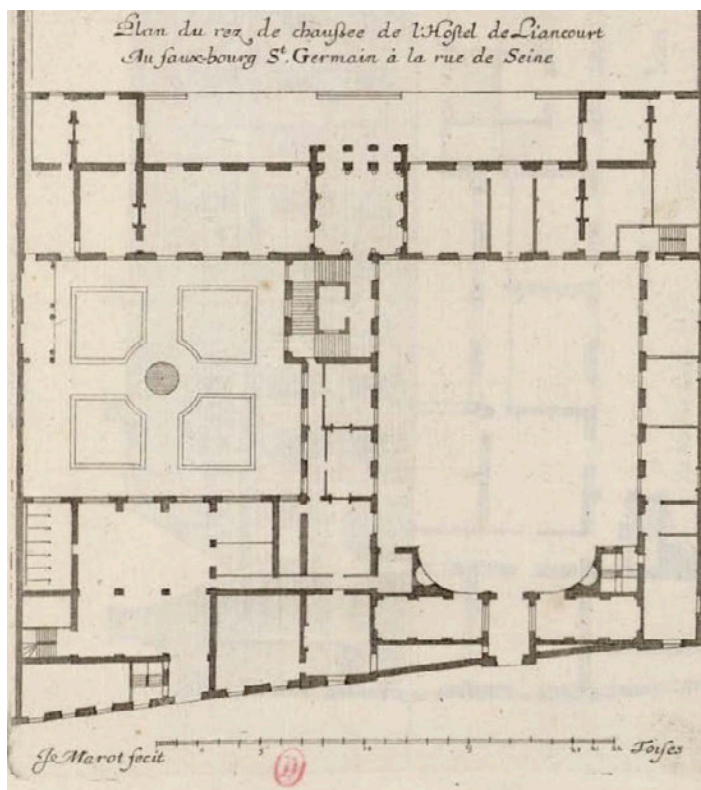 Plan du rez de chaussee de l'Hostel de Liancourt
Au faux-bourg St. Germain à la rue de Seine
Je Marot fecit
Toises